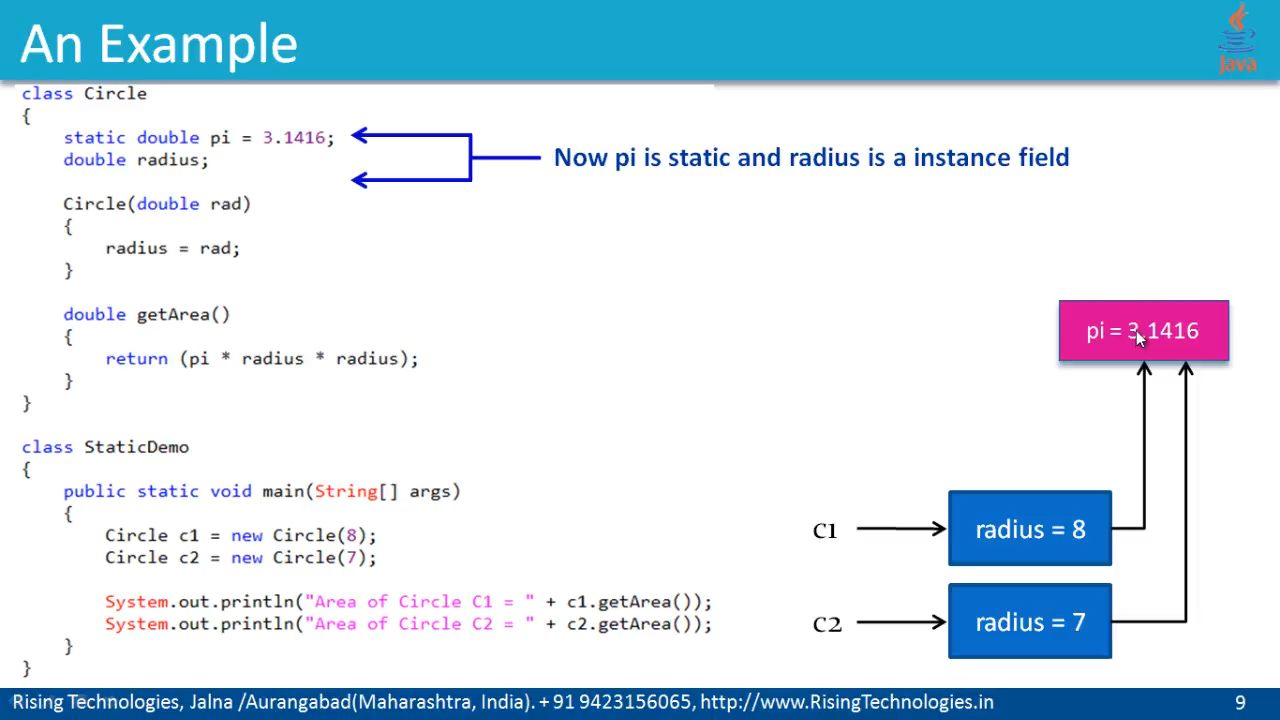 An Example
Java
class Circle
{
static double pi = 3.1416;
double radius;
Now pi is static and radius is a instance field
Circle(double rad)
{
radius = rad;
}
double getArea()
{
return (pi * radius * radius);
}
}
class StaticDemo
{
public static void main(String[] args)
{
Circle c1 = new Circle(8);
Circle c2 = new Circle(7);
System.out.println("Area of Circle C1 = " + c1.getArea());
System.out.println("Area of Circle C2 = " + c2.getArea());
}
}
pi = 3.1416
c1
radius = 8
c2
radius = 7
Rising Technologies, Jalna /Aurangabad(Maharashtra, India). + 91 9423156065, http://www.RisingTechnologies.in
9